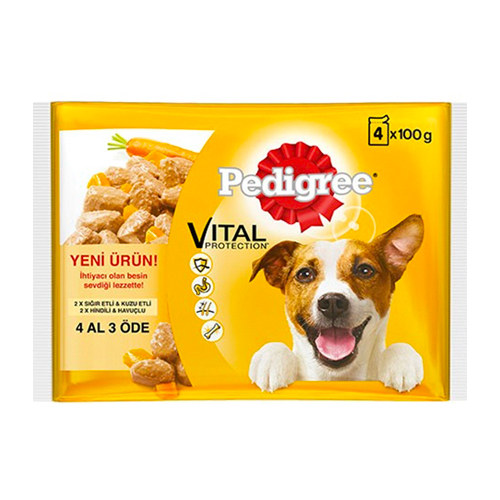 4 x 100 g
Pedigree®
VITAL
PROTECTION
YENİ ÜRÜN!
İhtiyacı olan besin
sevdiği lezzette!
2 X SIĞIR ETLİ & KUZU ETLİ
2 X HİNDİLİ & HAVUÇLU
4 AL 3 ÖDE